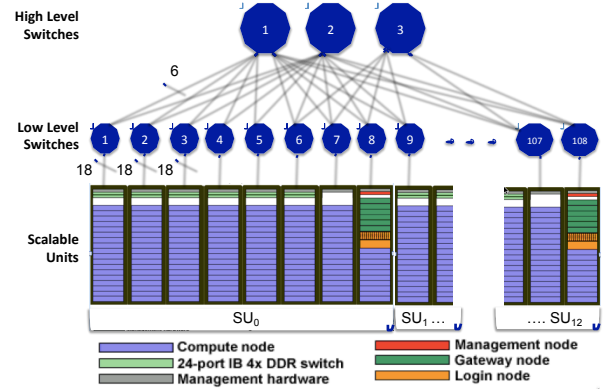 High Level
Switches
1 2 3
6
Low Level
Switches
1 2 3 4 5 6 7 8 9 107 108
18 18 18
Scalable
Units
SU0 SU1 ... .... SU12
Compute node
24-port IB 4x DDR switch
Management hardware
Management node
Gateway node
Login node